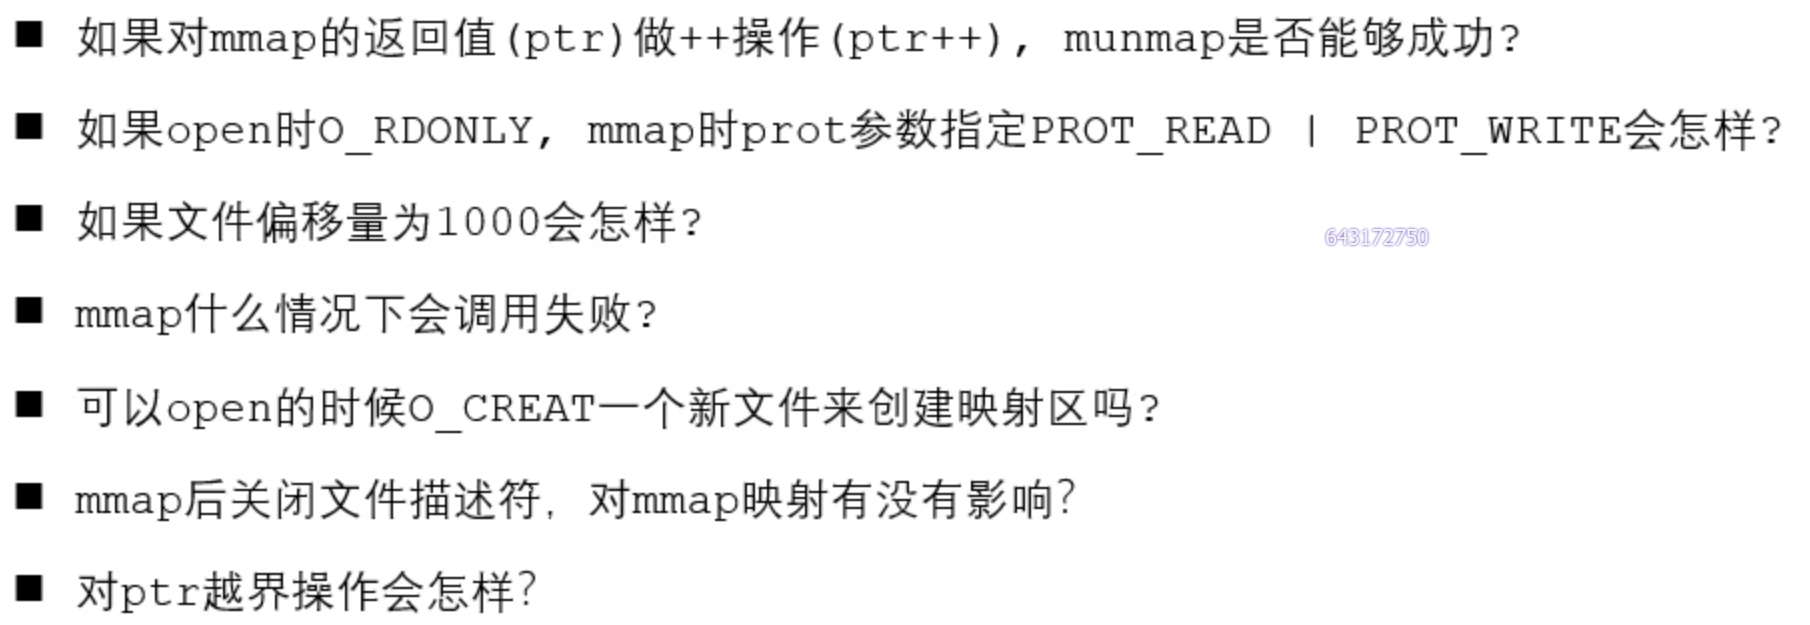 ■ 如果对mmap的返回值(ptr)做++操作(ptr++), munmap是否能够成功?
■ 如果open时O_RDONLY, mmap时prot参数指定PROT_READ | PROT_WRITE会怎样?
■ 如果文件偏移量为1000会怎样?
643172750
■ mmap什么情况下会调用失败?
■ 可以open的时候O_CREAT一个新文件来创建映射区吗?
■ mmap后关闭文件描述符，对mmap映射有没有影响？
■ 对ptr越界操作会怎样？